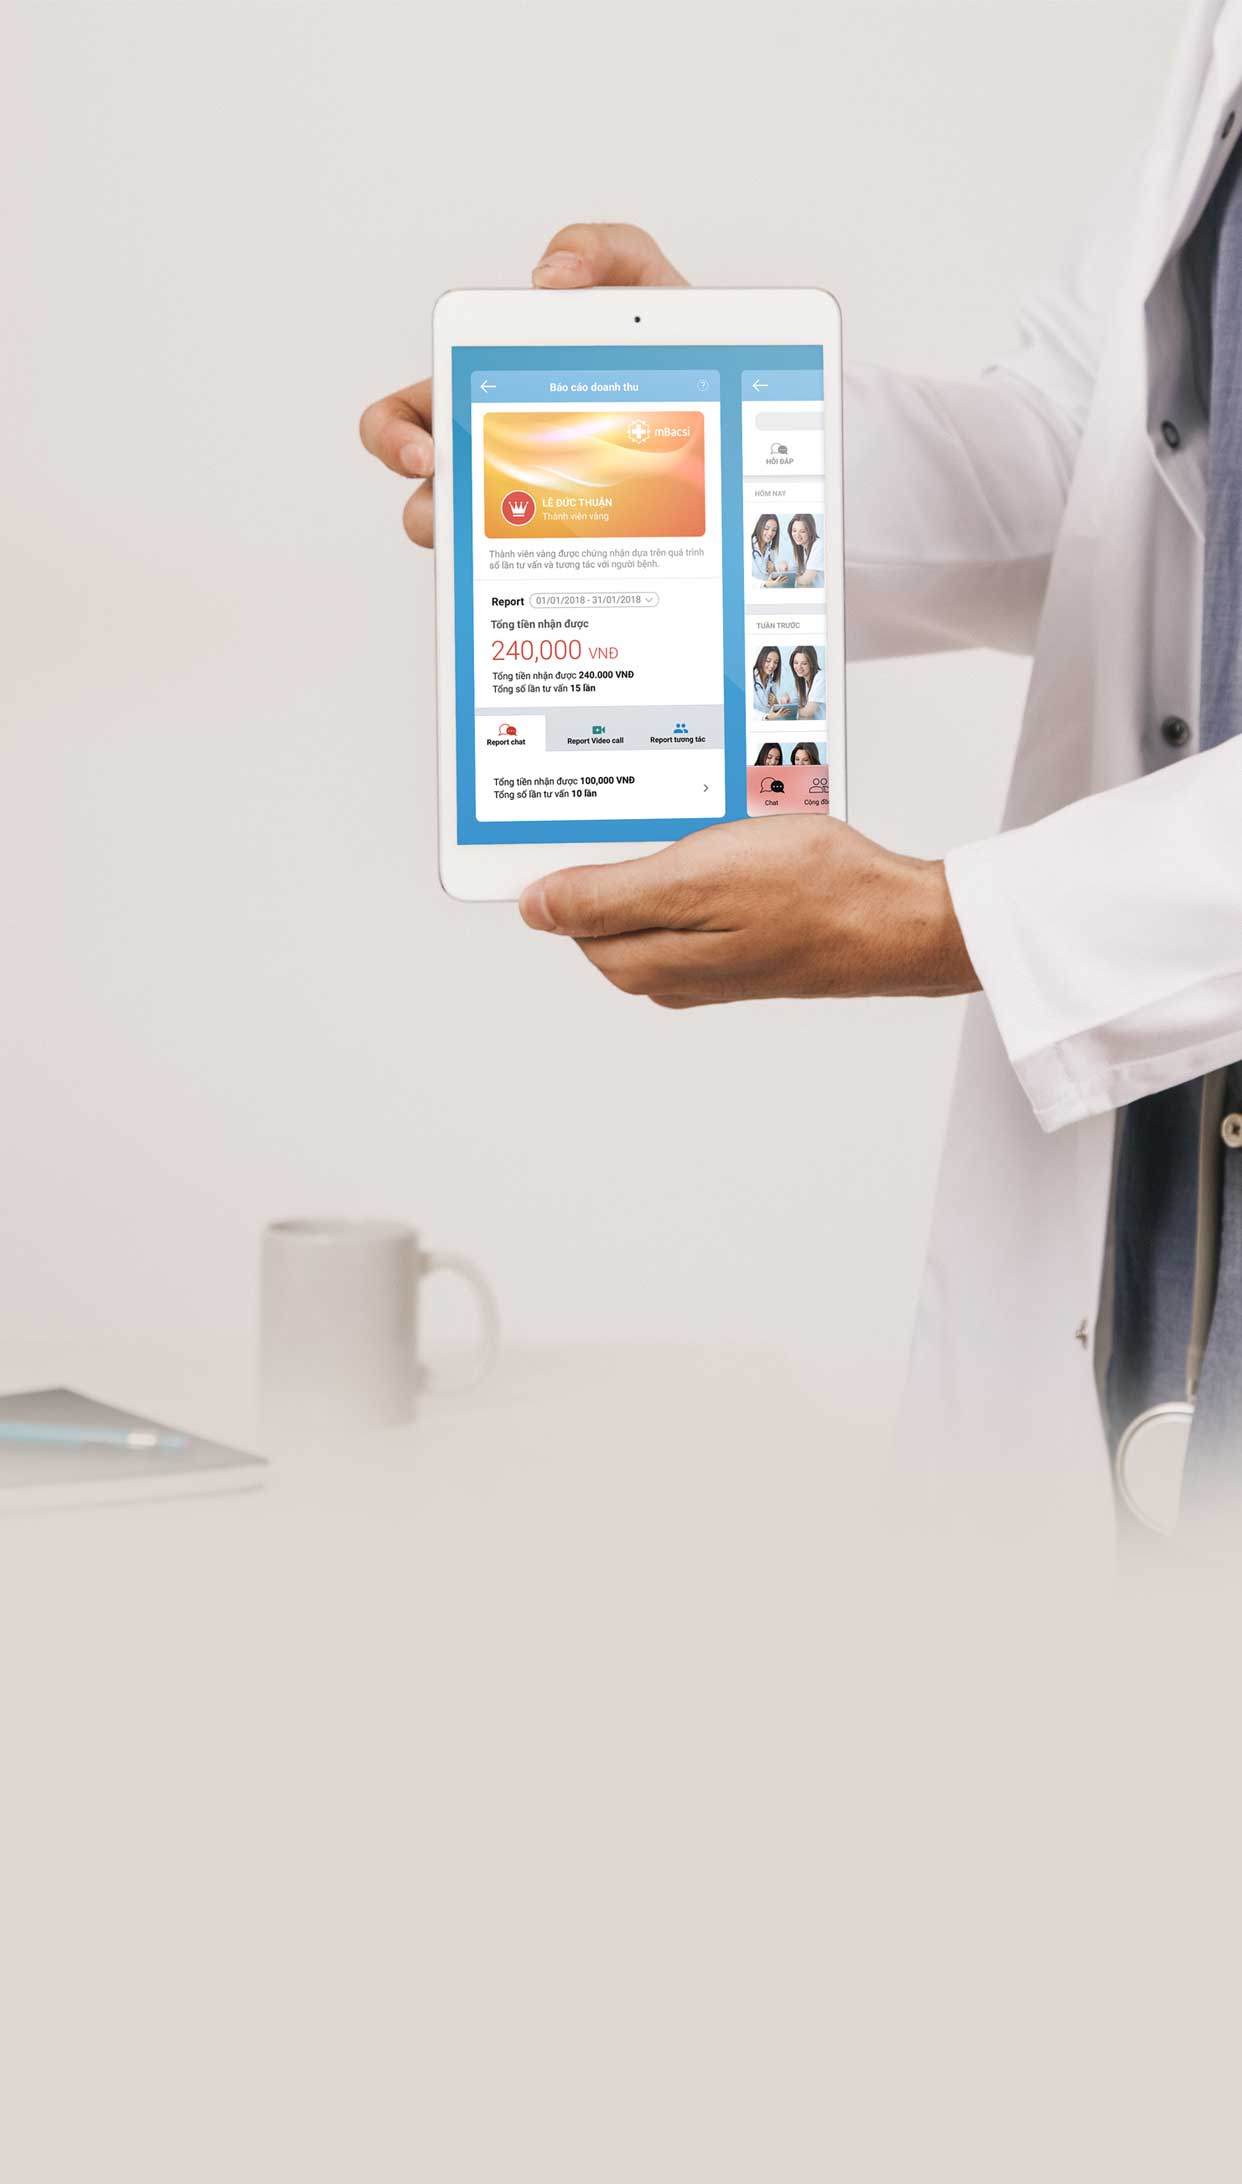 Báo cáo doanh thu
?
mBacsi
LÊ ĐỨC THUẬN
Thành viên vàng
Thành viên vàng được chứng nhận dựa trên quá trình
số lần tư vấn và tương tác với người bệnh.
Report 01/01/2018 - 31/01/2018
Tổng tiền nhận được
240,000 VNĐ
Tổng tiền nhận được 240.000 VNĐ
Tổng số lần tư vấn 15 lần
Report chat
Report Video call
Report tương tác
Tổng tiền nhận được 100,000 VNĐ
Tổng số lần tư vấn 10 lần
HỎI ĐÁP
HÔM NAY
TUẦN TRƯỚC
Chat
Cộng đồ